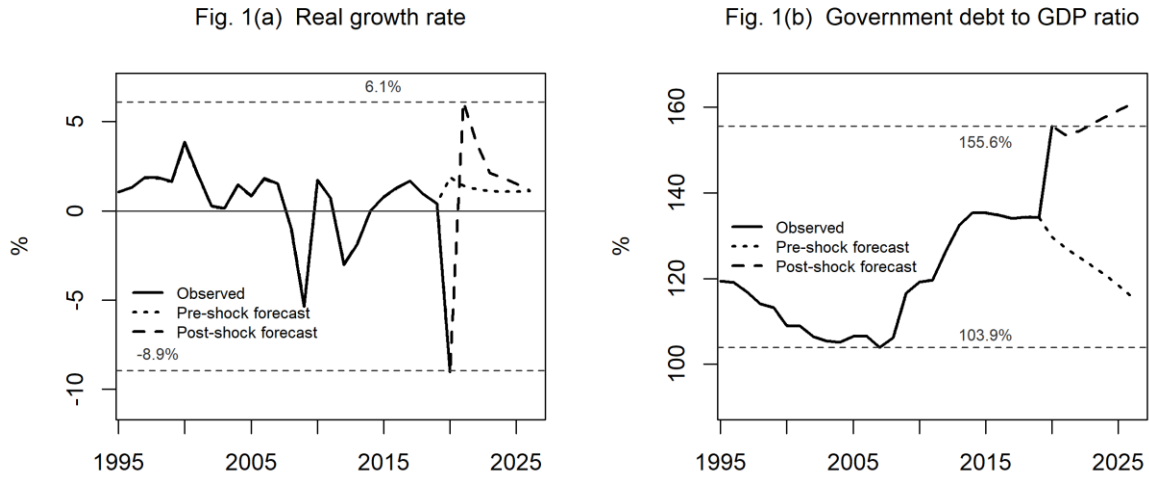 Fig. 1(a)  Real growth rate
6.1%
5
0
-5
-10
%
Observed
Pre-shock forecast
Post-shock forecast
-8.9%
1995
2005
2015
2025
Fig. 1(b)  Government debt to GDP ratio
160
140
120
100
%
155.6%
Observed
Pre-shock forecast
Post-shock forecast
103.9%
1995
2005
2015
2025